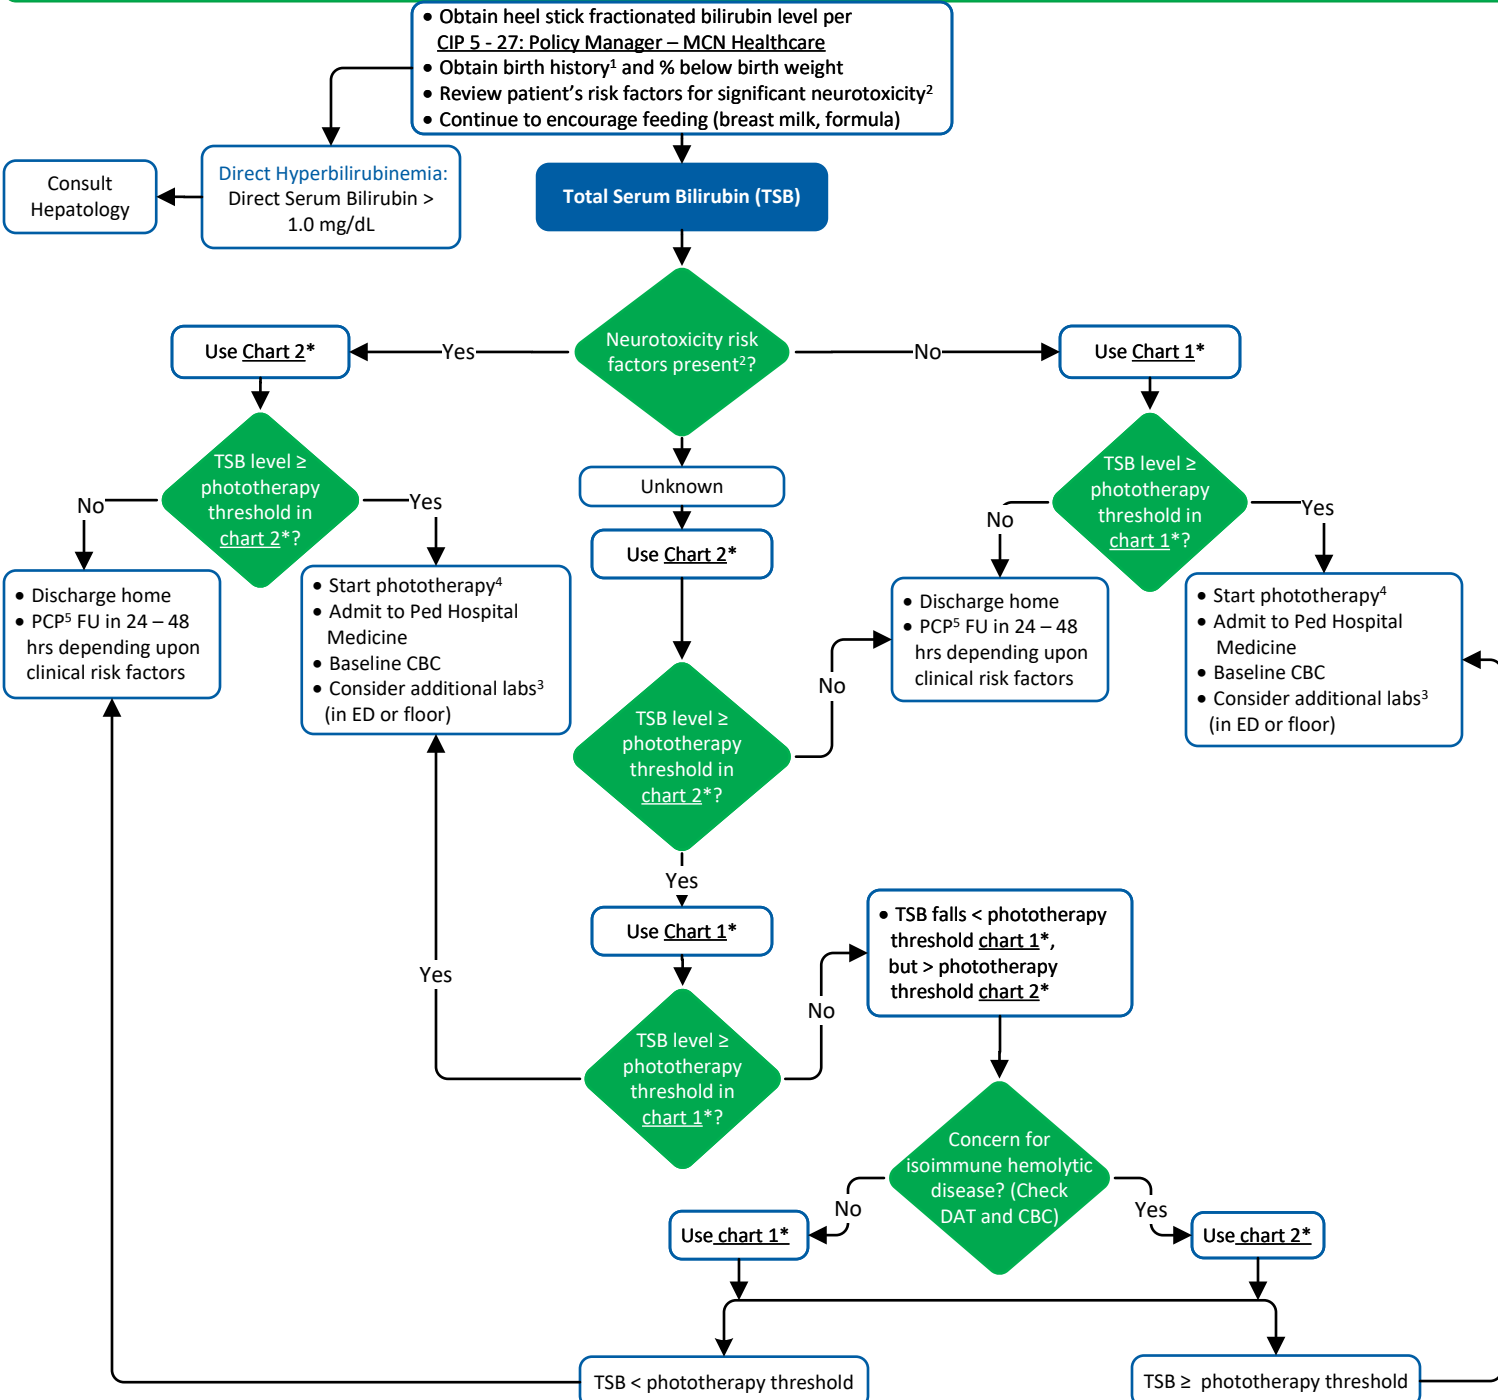 • Obtain heel stick fractionated bilirubin level per
CIP 5 - 27: Policy Manager – MCN Healthcare
• Obtain birth history¹ and % below birth weight
• Review patient's risk factors for significant neurotoxicity²
• Continue to encourage feeding (breast milk, formula)
Consult
Hepatology
Direct Hyperbilirubinemia:
Direct Serum Bilirubin >
1.0 mg/dL
Total Serum Bilirubin (TSB)
Neurotoxicity risk
factors present²?
Yes
No
Use Chart 2*
Use Chart 1*
TSB level ≥
phototherapy
threshold in
chart 2*?
No
Yes
Unknown
Use Chart 2*
TSB level ≥
phototherapy
threshold in
chart 1*?
No
Yes
• Discharge home
• PCP⁵ FU in 24 – 48
hrs depending upon
clinical risk factors
• Start phototherapy⁴
• Admit to Ped Hospital
Medicine
• Baseline CBC
• Consider additional labs³
(in ED or floor)
• Discharge home
• PCP⁵ FU in 24 – 48
hrs depending upon
clinical risk factors
• Start phototherapy⁴
• Admit to Ped Hospital
Medicine
• Baseline CBC
• Consider additional labs³
(in ED or floor)
TSB level ≥
phototherapy
threshold in
chart 2*?
No
Yes
Use Chart 1*
• TSB falls < phototherapy
threshold chart 1*,
but > phototherapy
threshold chart 2*
TSB level ≥
phototherapy
threshold in
chart 1*?
Yes
No
Concern for
isoimmune hemolytic
disease? (Check
DAT and CBC)
No
Yes
Use chart 1*
Use chart 2*
TSB < phototherapy threshold
TSB ≥ phototherapy threshold